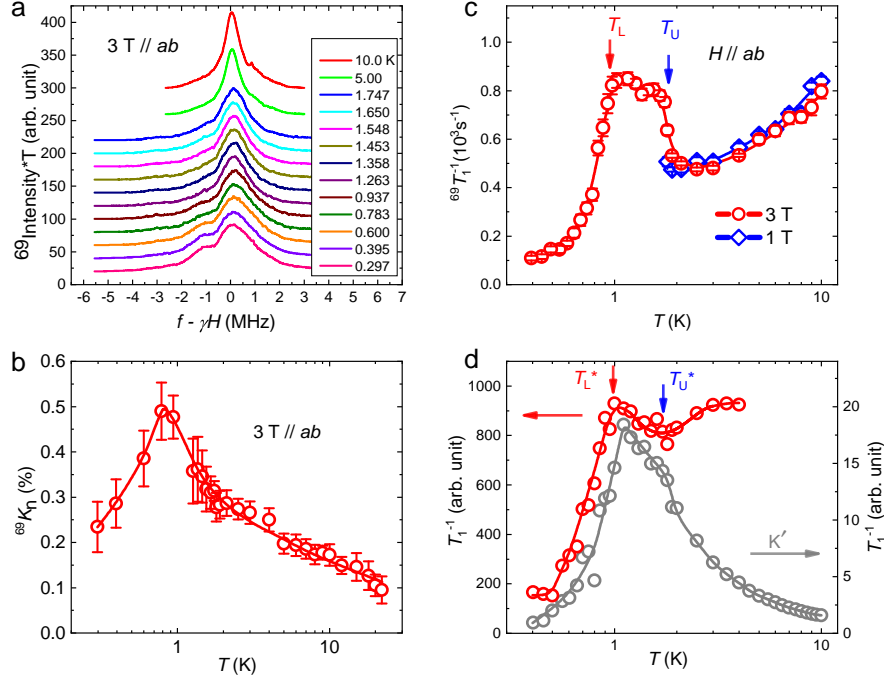 a
3 T // ab
⁶⁹Intensity*T (arb. unit)
400
350
300
250
200
150
100
50
0
10.0 K
5.00
1.747
1.650
1.548
1.453
1.358
1.263
0.937
0.783
0.600
0.395
0.297
-6 -5 -4 -3 -2 -1 0 1 2 3 4 5 6 7
f - γH (MHz)
b
3 T // ab
⁶⁹Kn (%)
0.6
0.5
0.4
0.3
0.2
0.1
0.0
1 10
T (K)
c
T_L T_U
H // ab
⁶⁹T₁⁻¹(10³s⁻¹)
1.0
0.8
0.6
0.4
0.2
0.0
3 T
1 T
1 10
T (K)
d
T_L* T_U*
T₁⁻¹ (arb. unit)
1000
800
600
400
200
0
K′
20
15
10
5
0
T₁⁻¹ (arb. unit)
1 10
T (K)